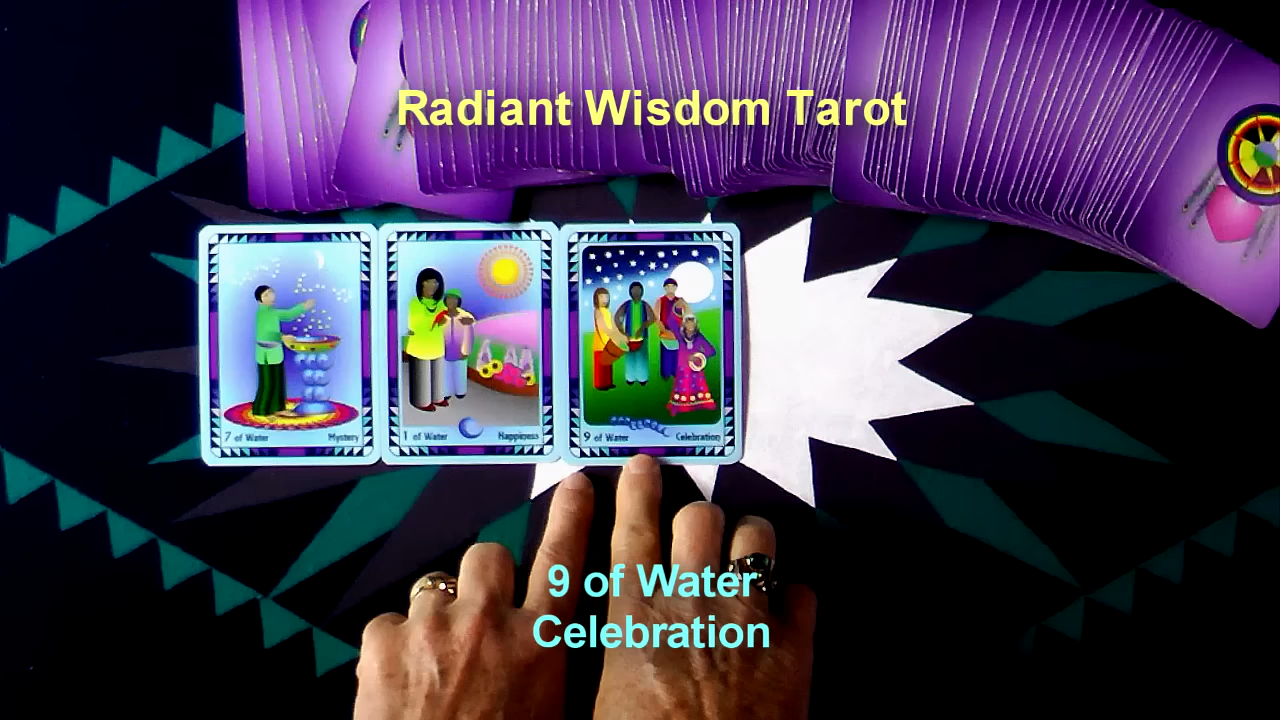 Radiant Wisdom Tarot
7 of Water Mystery
1 of Water Happiness
9 of Water Celebration
9 of Water
Celebration